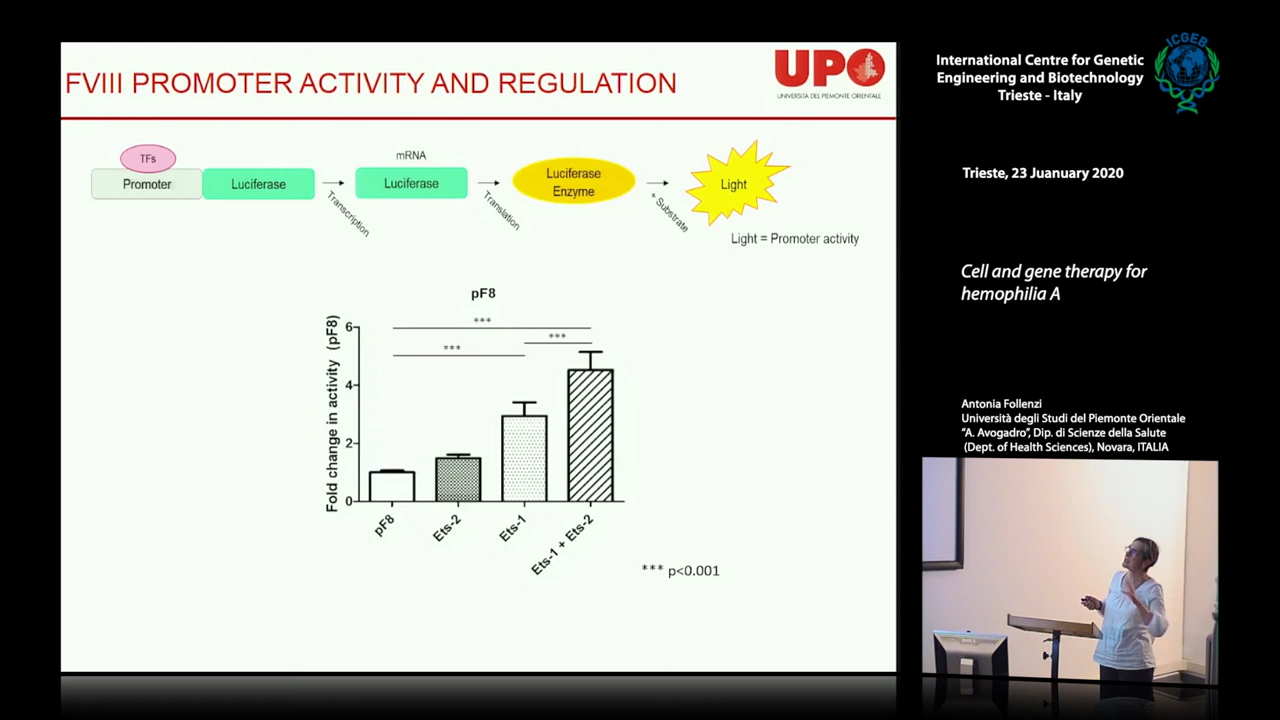 FVIII PROMOTER ACTIVITY AND REGULATION
UPO
UNIVERSITÀ DEL PIEMONTE ORIENTALE
TFs
Promoter
Luciferase
Transcription
mRNA
Luciferase
Translation
Luciferase
Enzyme
+ Substrate
Light
Light = Promoter activity
pF8
Fold change in activity (pF8)
6
4
2
0
***
***
***
pF8
Ets-2
Ets-1
Ets-1 + Ets-2
*** p<0.001
International Centre for Genetic
Engineering and Biotechnology
Trieste - Italy
ICGEB
Trieste, 23 Juanuary 2020
Cell and gene therapy for
hemophilia A
Antonia Follenzi
Università degli Studi del Piemonte Orientale
“A. Avogadro”, Dip. di Scienze della Salute
(Dept. of Health Sciences), Novara, ITALIA
DELL